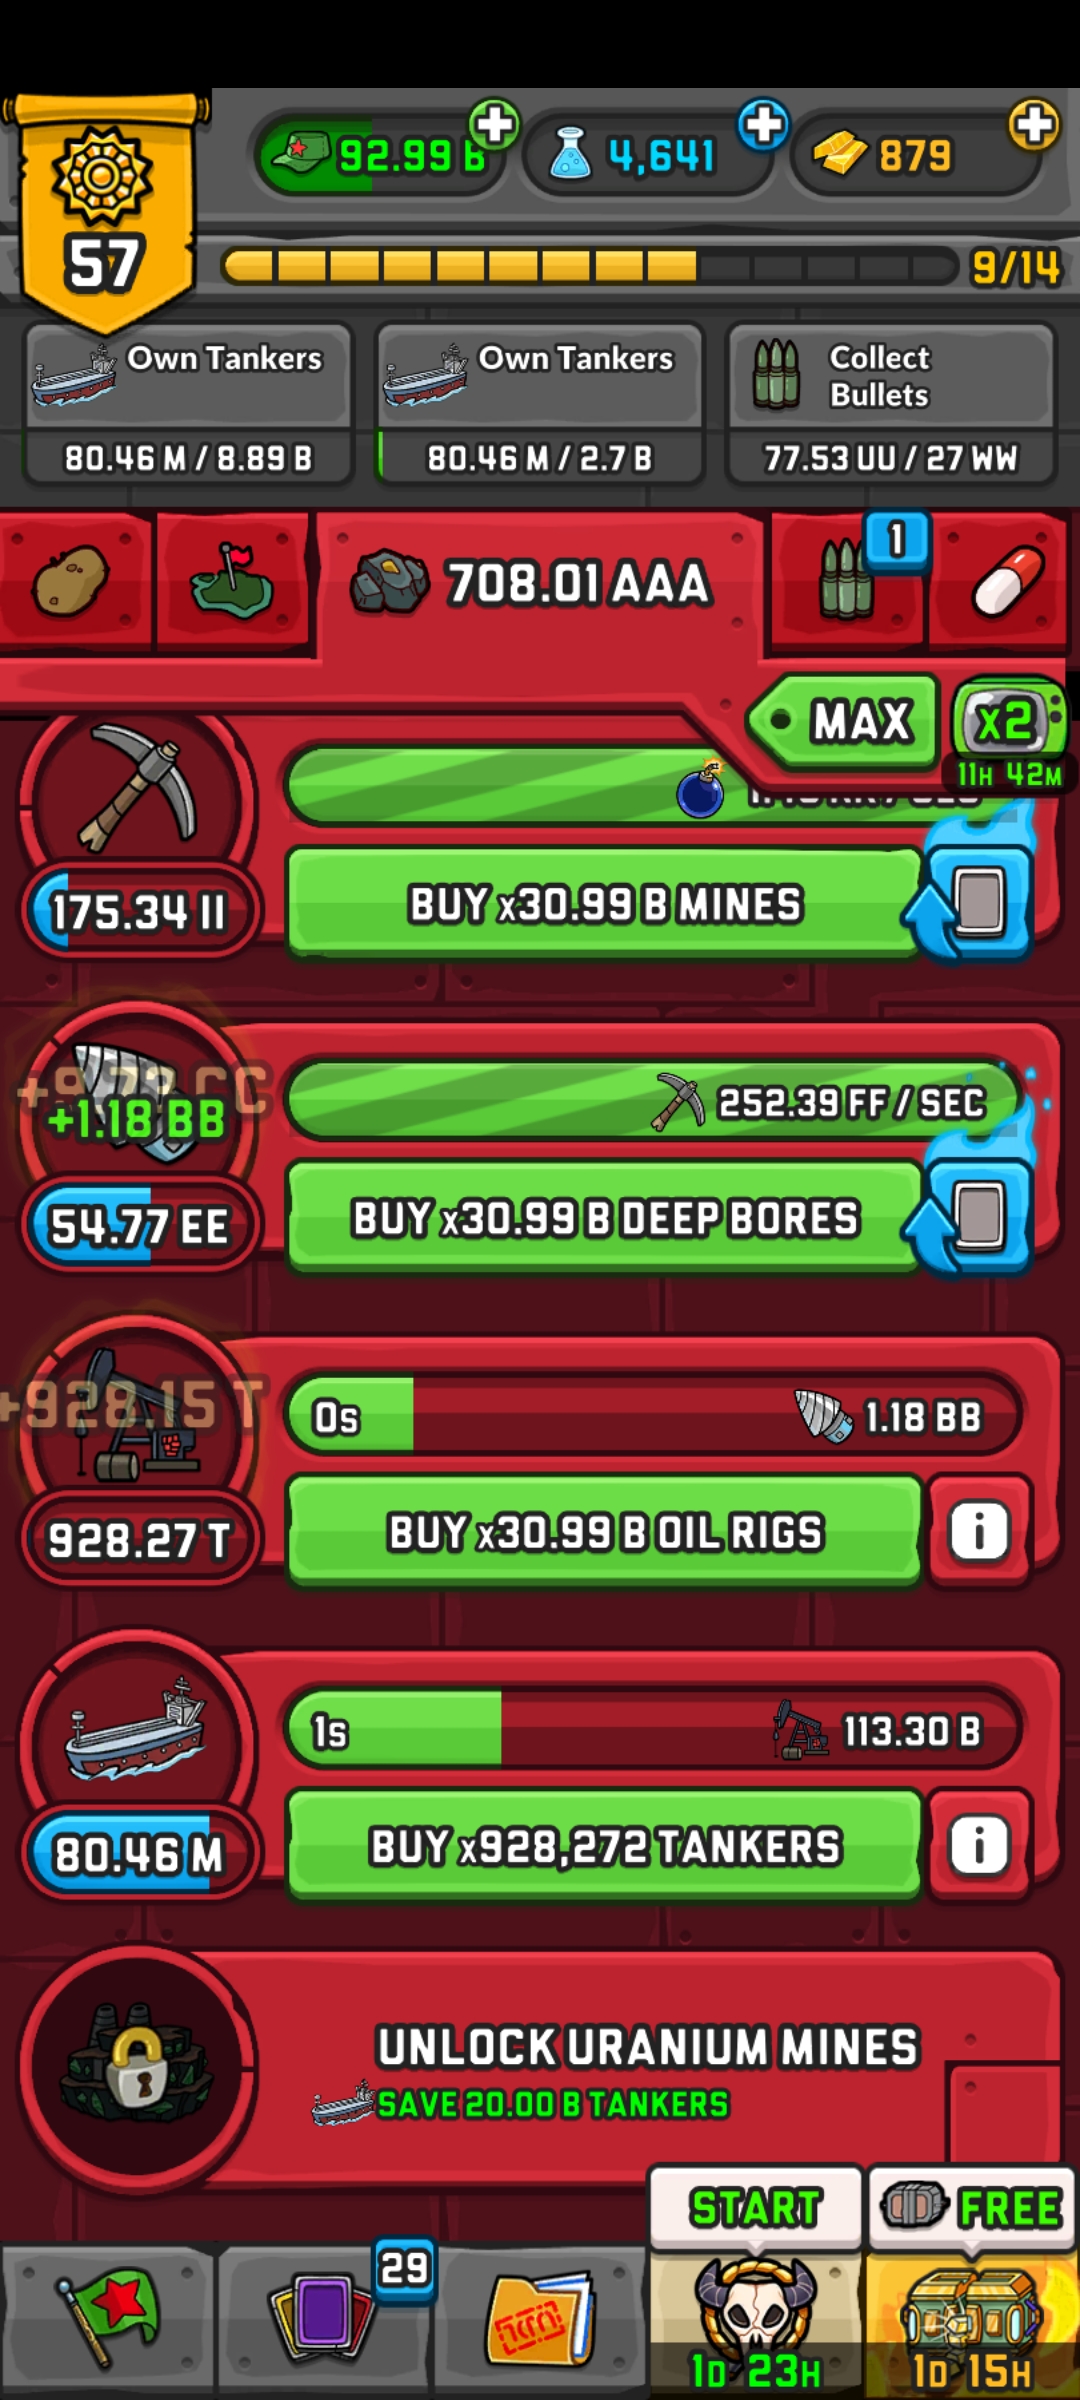 92.99 B
4,641
879
57
9/14
Own Tankers
80.46 M / 8.89 B
Own Tankers
80.46 M / 2.7 B
Collect
Bullets
77.53 UU / 27 WW
708.01 AAA
1
MAX
x2
11H 42M
175.34 II
BUY x30.99 B MINES
+1.18 BB
252.39 FF / SEC
54.77 EE
BUY x30.99 B DEEP BORES
+928.15 T
0s
1.18 BB
928.27 T
BUY x30.99 B OIL RIGS
i
1s
113.30 B
80.46 M
BUY x928,272 TANKERS
i
UNLOCK URANIUM MINES
SAVE 20.00 B TANKERS
START
FREE
29
1D 23H
1D 15H